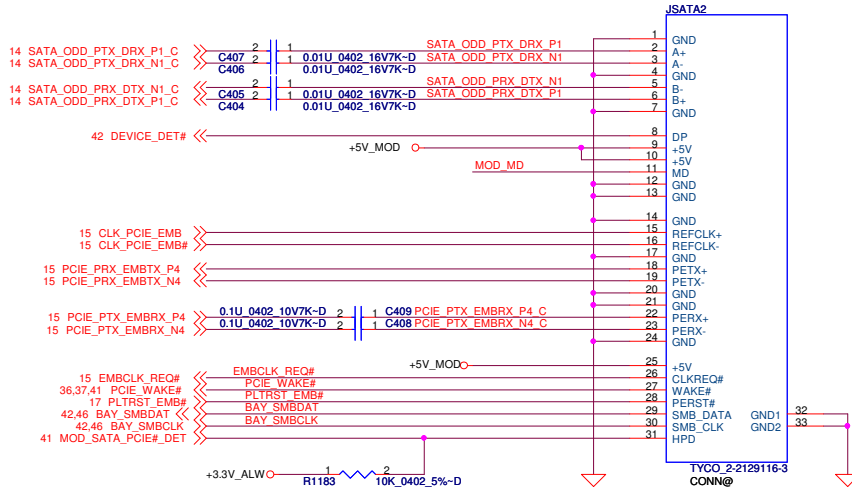 JSATA2
1 GND
14 SATA_ODD_PTX_DRX_P1_C C407 2 1 0.01U_0402_16V7K~D SATA_ODD_PTX_DRX_P1 2 A+
14 SATA_ODD_PTX_DRX_N1_C C406 2 1 0.01U_0402_16V7K~D SATA_ODD_PTX_DRX_N1 3 A-
4 GND
14 SATA_ODD_PRX_DTX_N1_C C405 2 1 0.01U_0402_16V7K~D SATA_ODD_PRX_DTX_N1 5 B-
14 SATA_ODD_PRX_DTX_P1_C C404 2 1 0.01U_0402_16V7K~D SATA_ODD_PRX_DTX_P1 6 B+
7 GND
42 DEVICE_DET# 8 DP
+5V_MOD 9 +5V
10 +5V
MOD_MD 11 MD
12 GND
13 GND
14 GND
15 CLK_PCIE_EMB 15 REFCLK+
15 CLK_PCIE_EMB# 16 REFCLK-
17 GND
15 PCIE_PRX_EMBTX_P4 18 PETX+
15 PCIE_PRX_EMBTX_N4 19 PETX-
20 GND
21 GND
15 PCIE_PTX_EMBRX_P4 0.1U_0402_10V7K~D 2 1 C409 PCIE_PTX_EMBRX_P4_C 22 PERX+
15 PCIE_PTX_EMBRX_N4 0.1U_0402_10V7K~D 2 1 C408 PCIE_PTX_EMBRX_N4_C 23 PERX-
24 GND
+5V_MOD 25 +5V
15 EMBCLK_REQ# EMBCLK_REQ# 26 CLKREQ#
36,37,41 PCIE_WAKE# PCIE_WAKE# 27 WAKE#
17 PLTRST_EMB# PLTRST_EMB# 28 PERST#
42,46 BAY_SMBDAT BAY_SMBDAT 29 SMB_DATA GND1 32
42,46 BAY_SMBCLK BAY_SMBCLK 30 SMB_CLK GND2 33
41 MOD_SATA_PCIE#_DET 31 HPD
+3.3V_ALW 1 2
R1183 10K_0402_5%~D
TYCO_2-2129116-3
CONN@